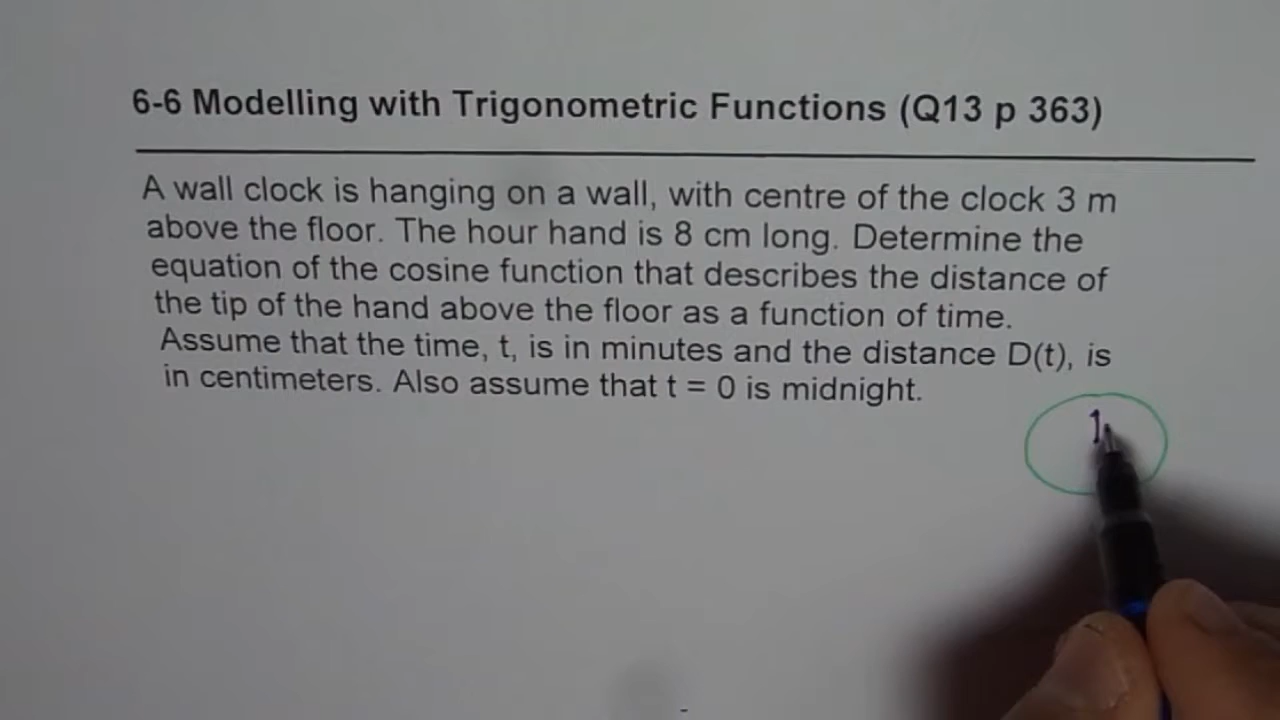 6-6 Modelling with Trigonometric Functions (Q13 p 363)
A wall clock is hanging on a wall, with centre of the clock 3 m
above the floor. The hour hand is 8 cm long. Determine the
equation of the cosine function that describes the distance of
the tip of the hand above the floor as a function of time.
Assume that the time, t, is in minutes and the distance D(t), is
in centimeters. Also assume that t = 0 is midnight.
1